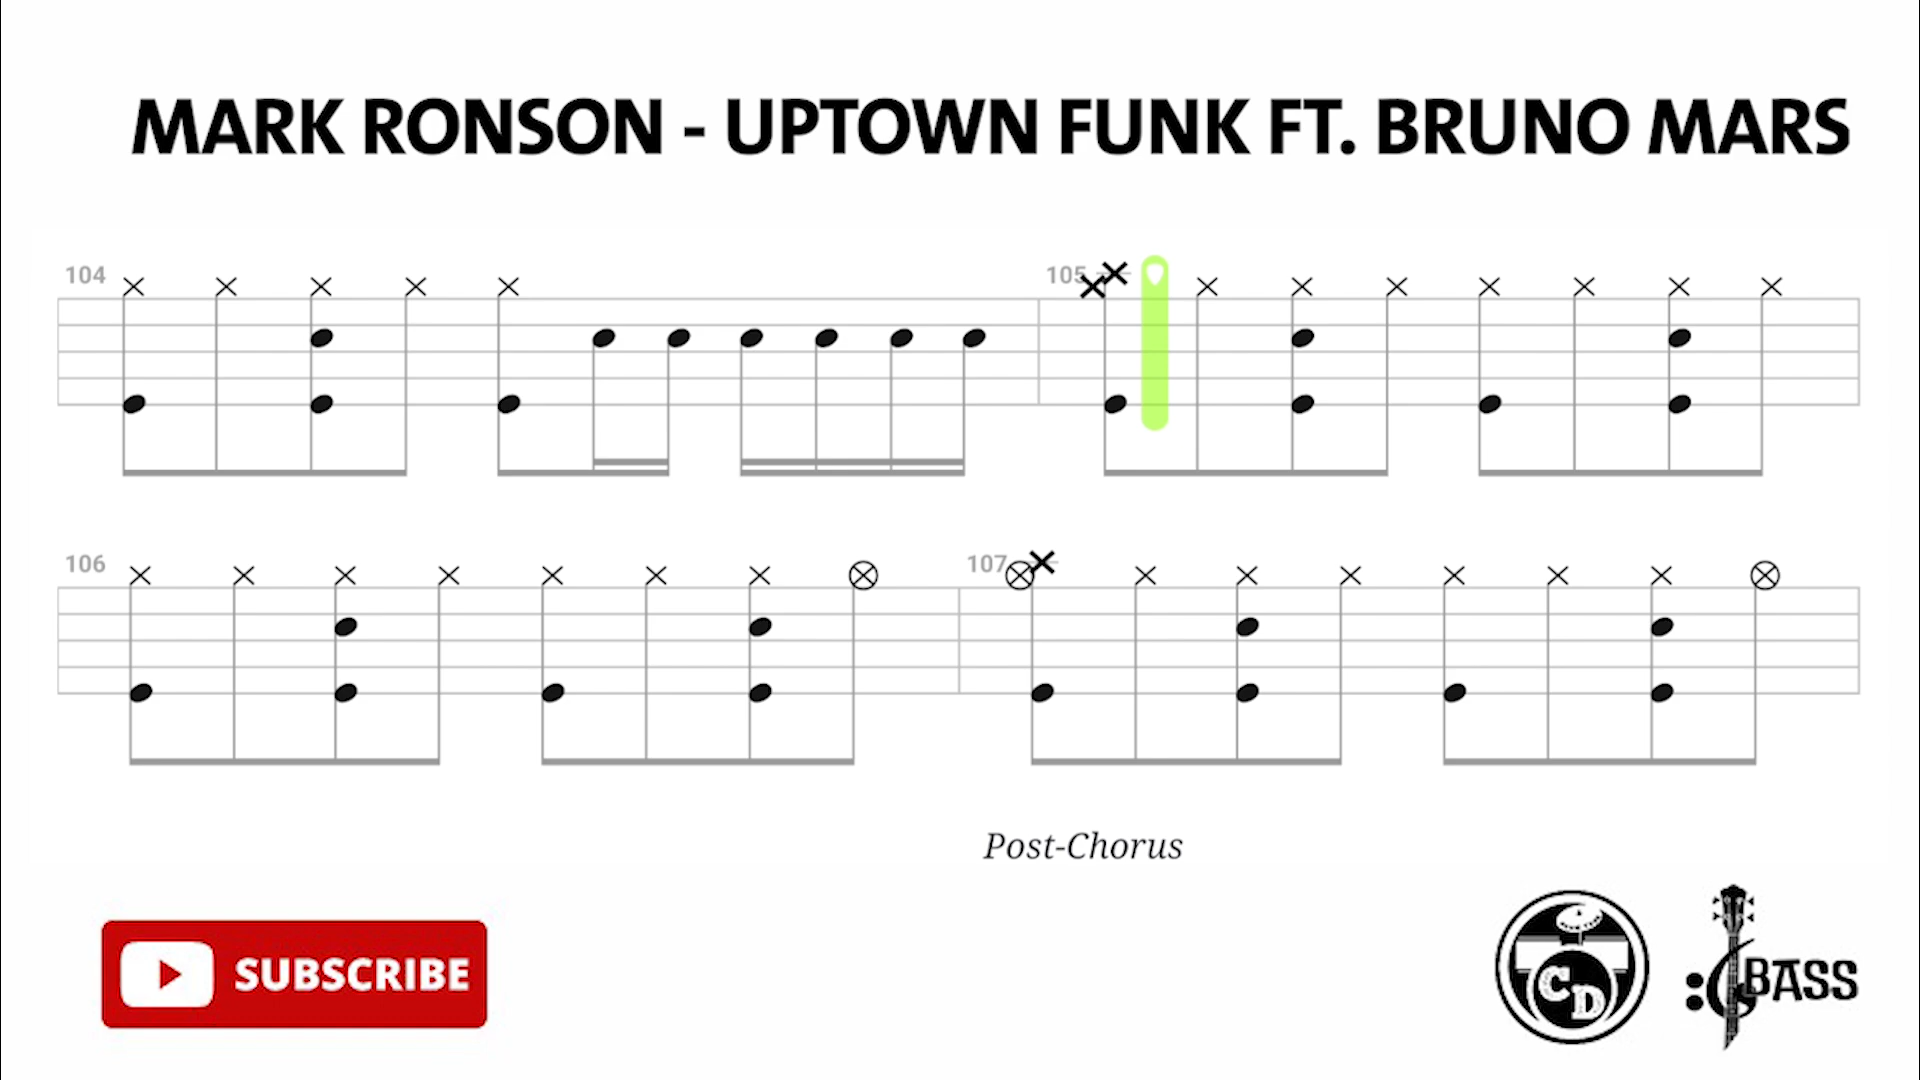 MARK RONSON - UPTOWN FUNK FT. BRUNO MARS
104
105
106
107
Post-Chorus
SUBSCRIBE
CD
BASS